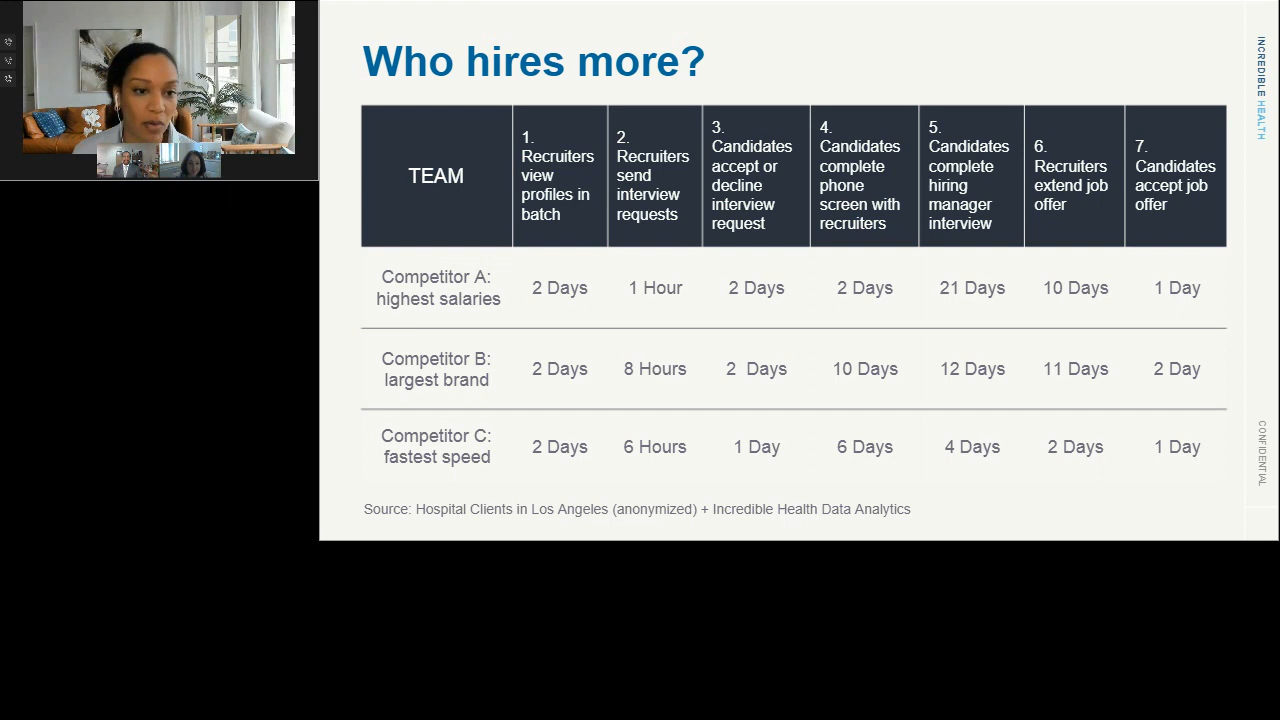 Who hires more?
TEAM
1.
Recruiters
view
profiles in
batch
2.
Recruiters
send
interview
requests
3.
Candidates
accept or
decline
interview
request
4.
Candidates
complete
phone
screen with
recruiters
5.
Candidates
complete
hiring
manager
interview
6.
Recruiters
extend job
offer
7.
Candidates
accept job
offer
Competitor A:
highest salaries
2 Days
1 Hour
2 Days
2 Days
21 Days
10 Days
1 Day
Competitor B:
largest brand
2 Days
8 Hours
2  Days
10 Days
12 Days
11 Days
2 Day
Competitor C:
fastest speed
2 Days
6 Hours
1 Day
6 Days
4 Days
2 Days
1 Day
Source: Hospital Clients in Los Angeles (anonymized) + Incredible Health Data Analytics
INCREDIBLE HEALTH
CONFIDENTIAL